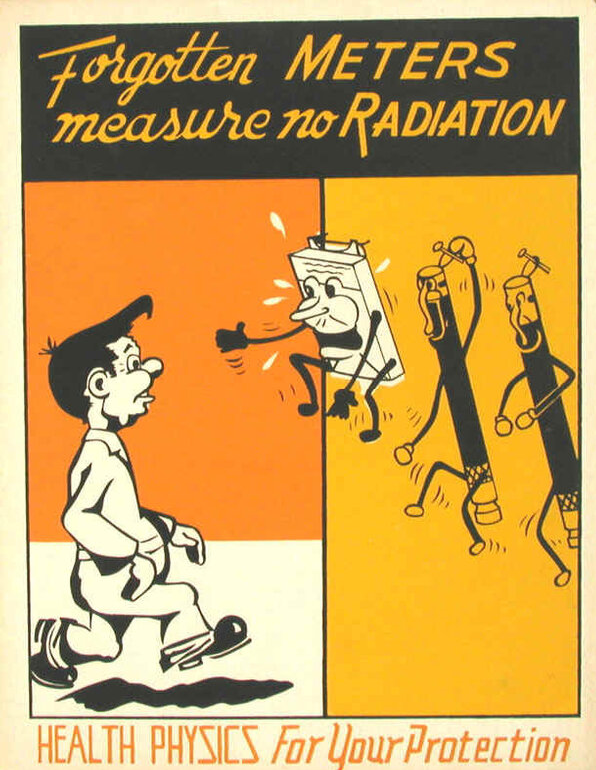 Forgotten METERS
measure no RADIATION
HEALTH PHYSICS For Your Protection